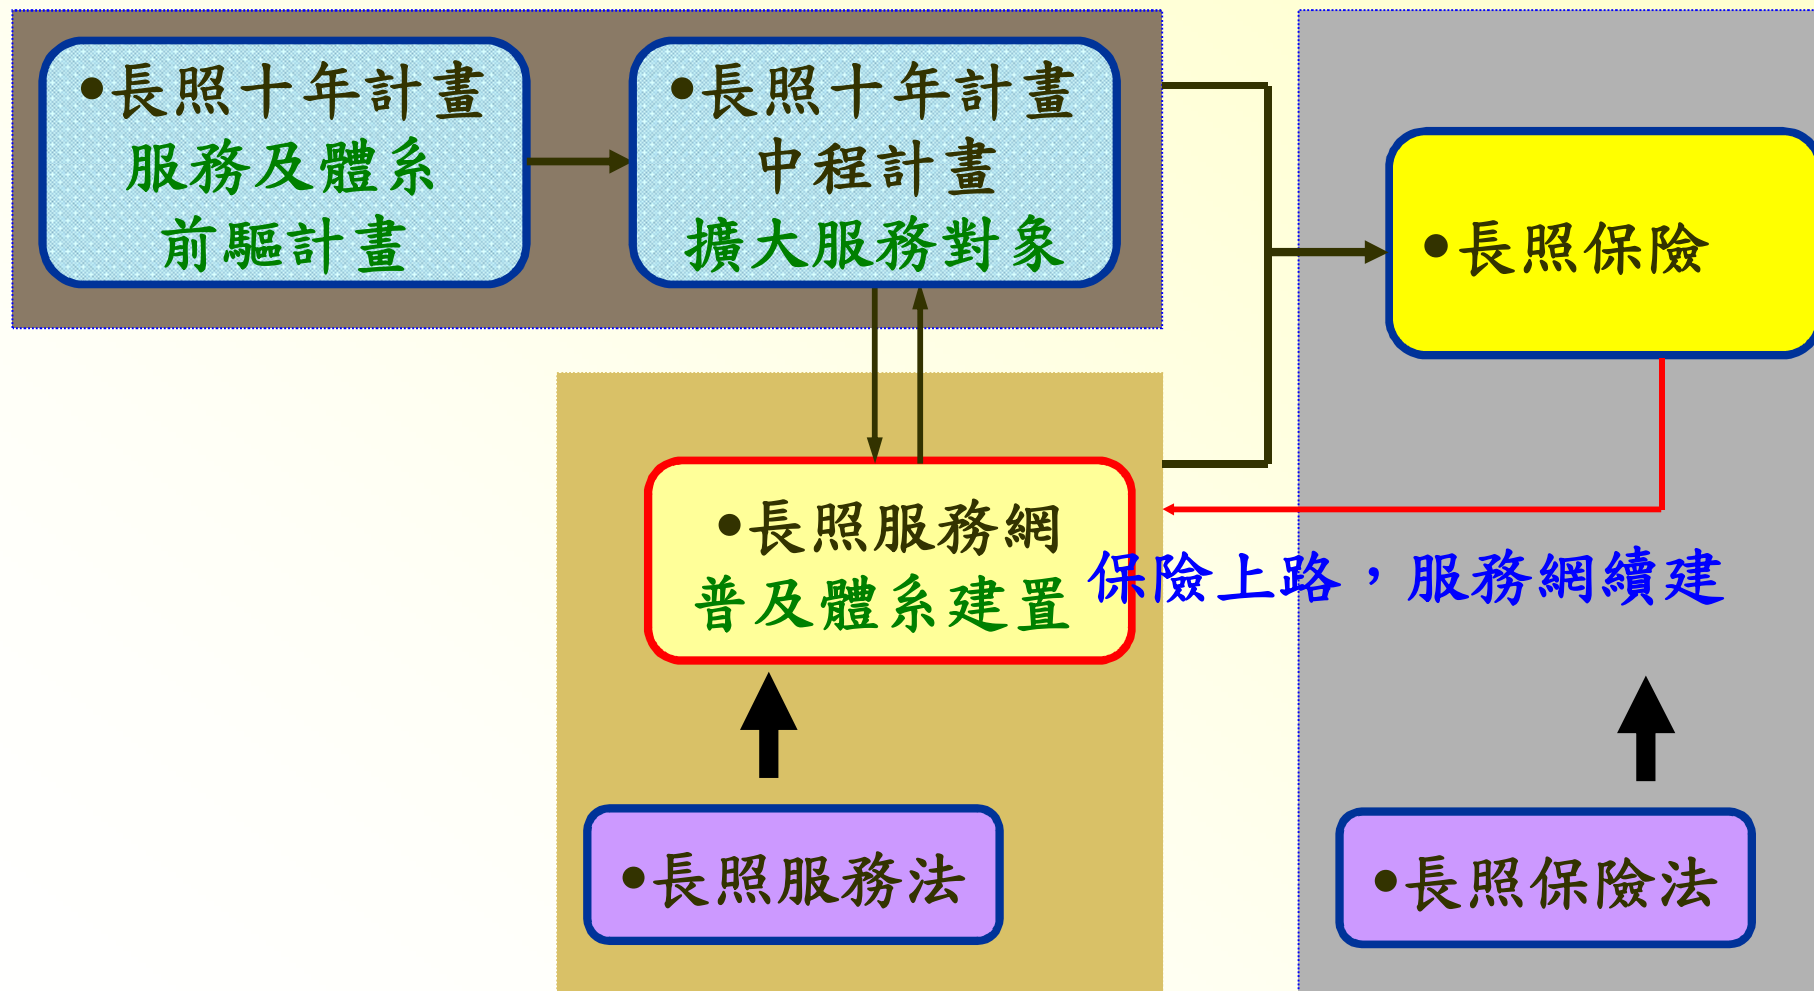 •長照十年計畫
服務及體系
前驅計畫
•長照十年計畫
中程計畫
擴大服務對象
•長照保險
•長照服務網
普及體系建置
保險上路，服務網續建
•長照服務法
•長照保險法